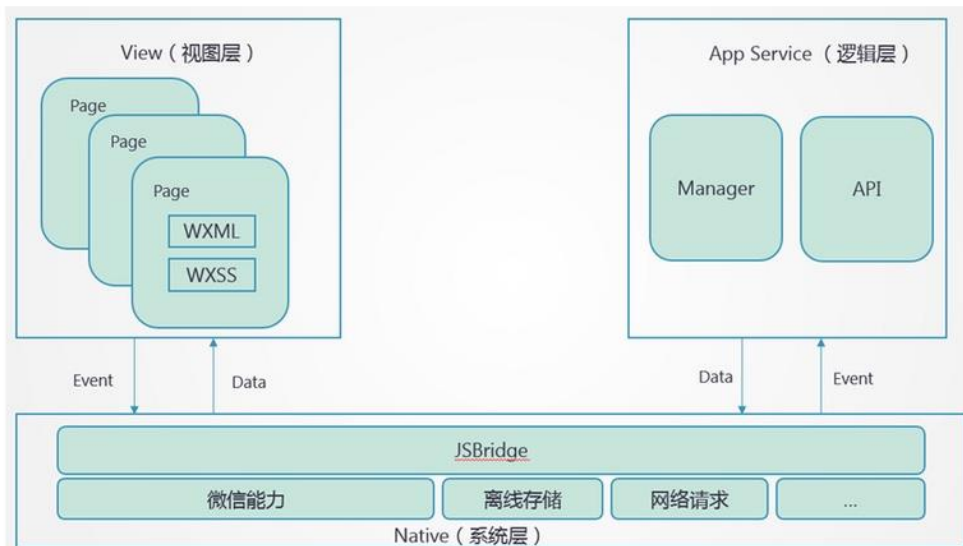 View（视图层）
Page
Page
Page
WXML
WXSS
App Service （逻辑层）
Manager
API
Event
Data
Data
Event
JSBridge
微信能力
离线存储
网络请求
...
Native（系统层）